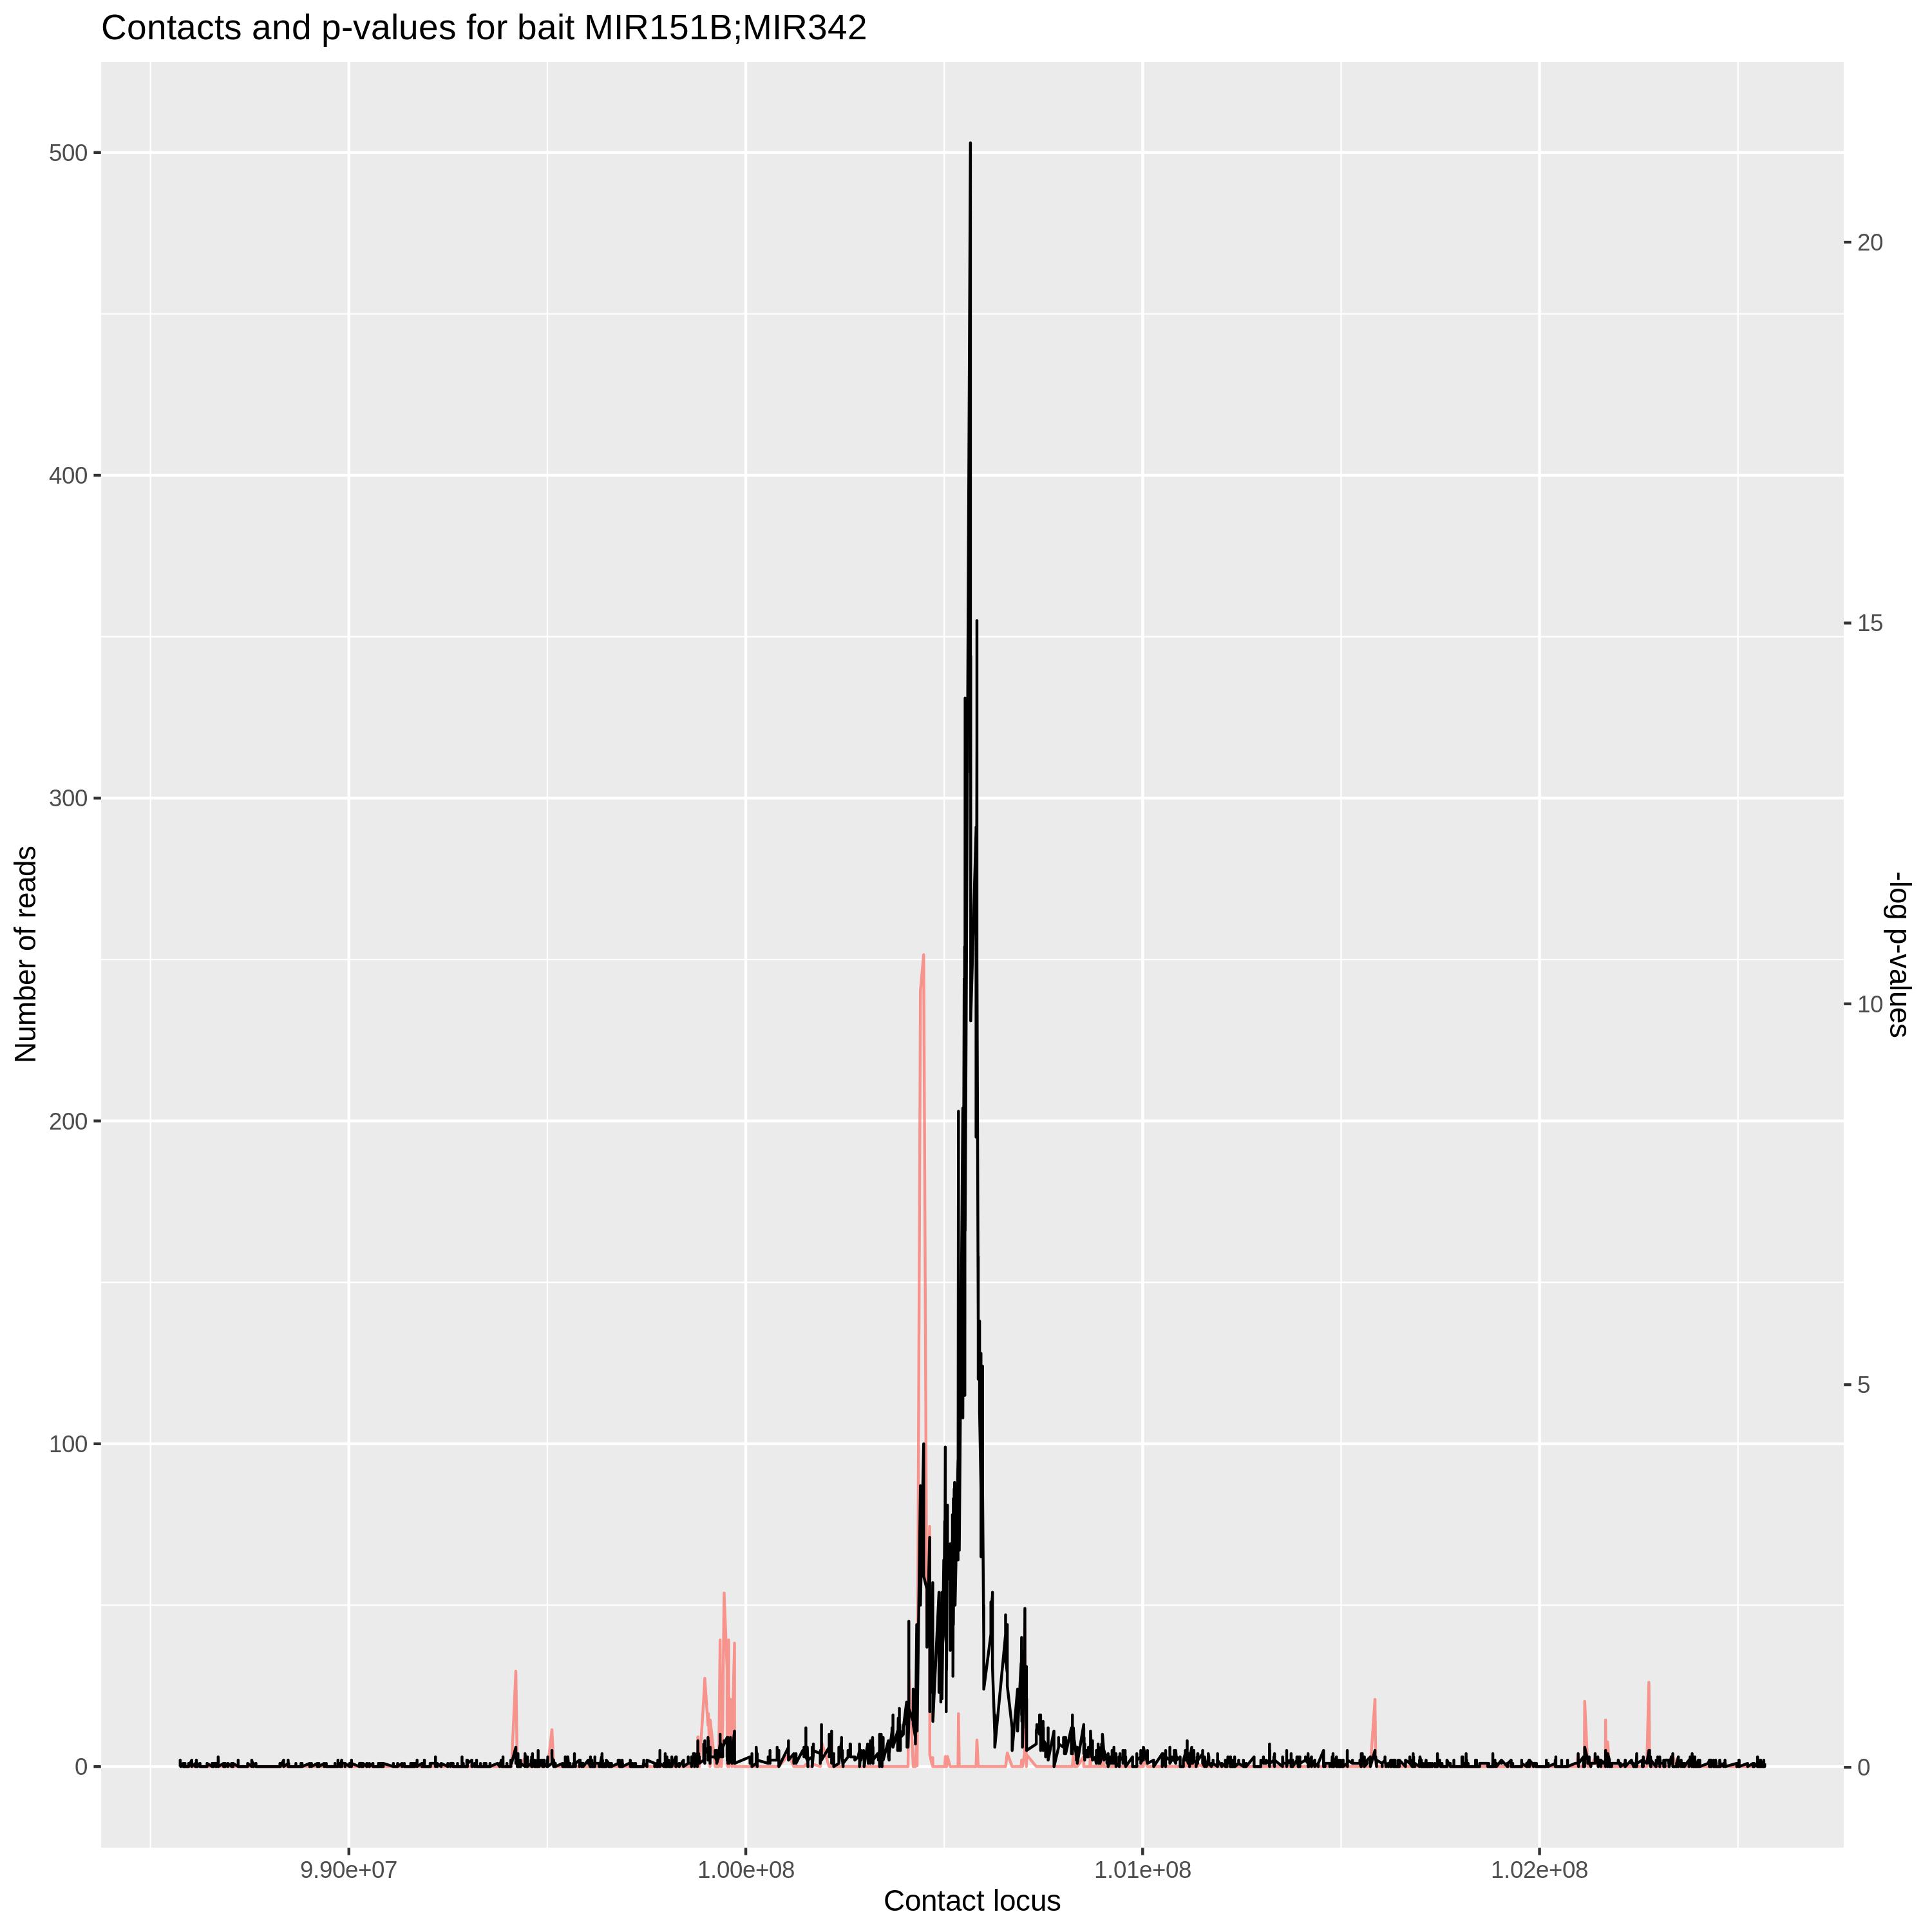 Contacts and p-values for bait MIR151B;MIR342
500
400
300
200
100
0
Number of reads
20
15
10
5
0
-log p-values
9.90e+07
1.00e+08
1.01e+08
1.02e+08
Contact locus